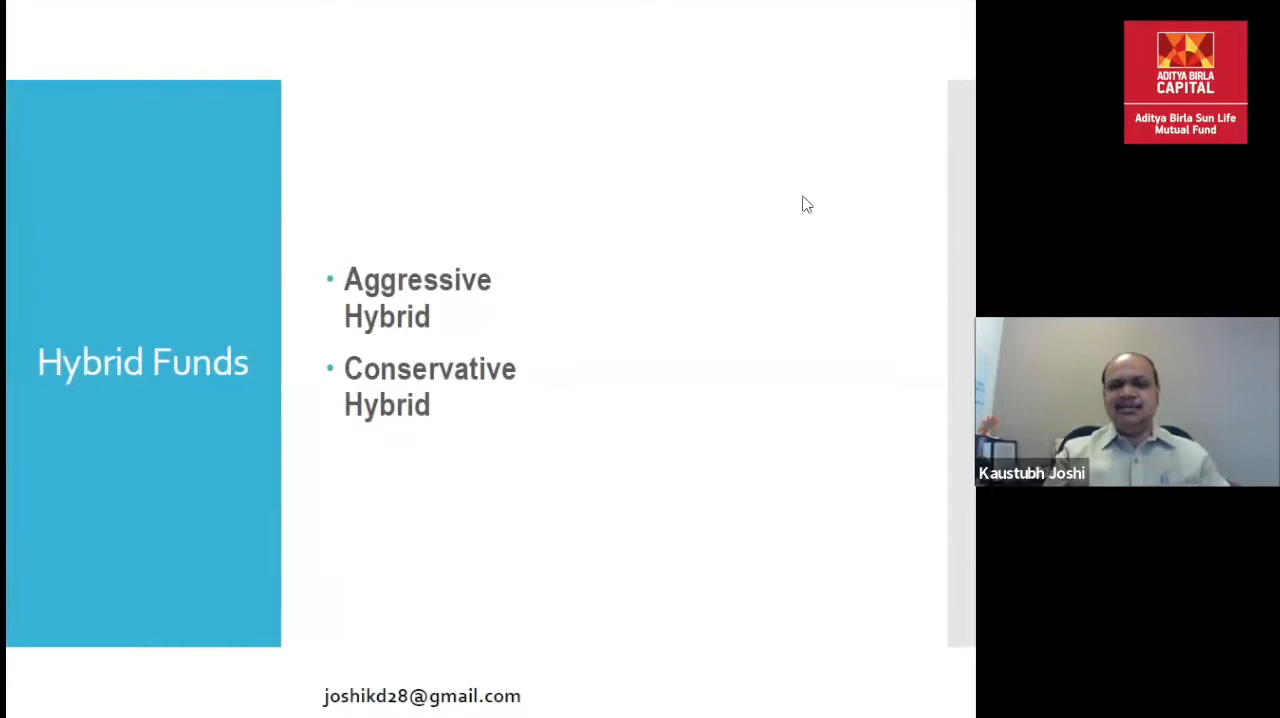 Hybrid Funds
• Aggressive
Hybrid
• Conservative
Hybrid
joshikd28@gmail.com
ADITYA BIRLA
CAPITAL
Aditya Birla Sun Life
Mutual Fund
Kaustubh Joshi